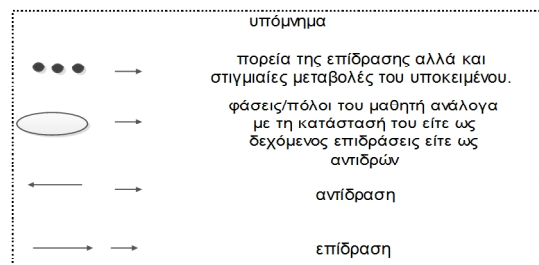 υπόμνημα
πορεία της επίδρασης αλλά και
στιγμιαίες μεταβολές του υποκειμένου.
φάσεις/πόλοι του μαθητή ανάλογα
με τη κατάστασή του είτε ως
δεχόμενος επιδράσεις είτε ως
αντιδρών
αντίδραση
επίδραση